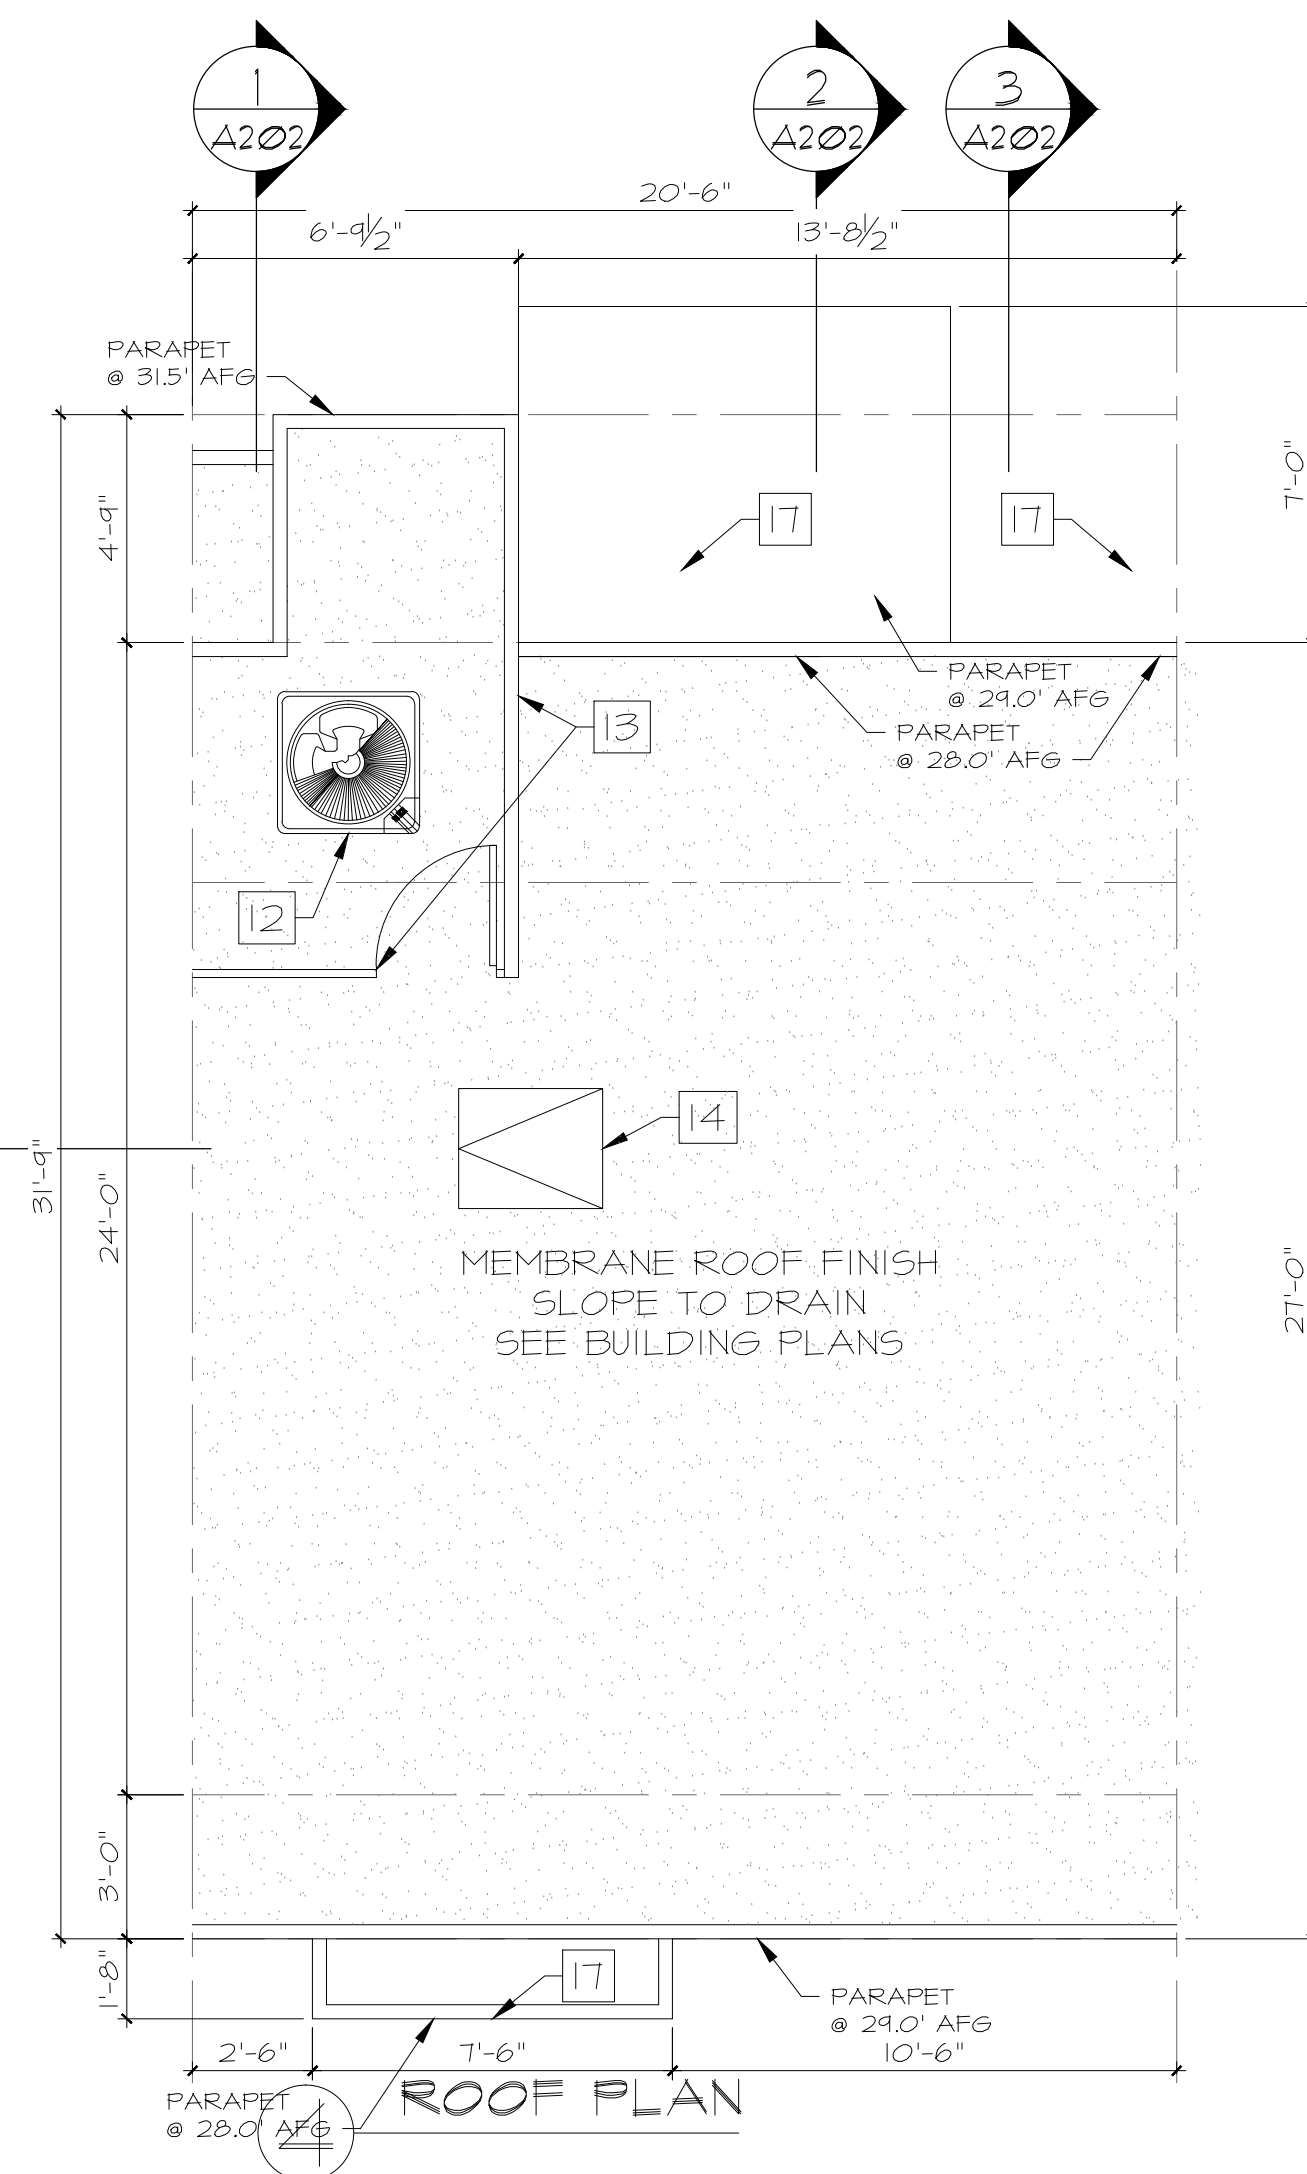 1
A2Ø2
2
A2Ø2
3
A2Ø2
20'-6"
6'-9½"
13'-8½"
PARAPET
@ 31.5' AFG
7'-0"
4'-9"
17
17
PARAPET
@ 29.0' AFG
13
PARAPET
@ 28.0' AFG
12
14
31'-9"
24'-0"
MEMBRANE ROOF FINISH
SLOPE TO DRAIN
SEE BUILDING PLANS
27'-0"
3'-0"
1'-8"
17
PARAPET
@ 29.0' AFG
2'-6"
7'-6"
10'-6"
PARAPET
@ 28.0' AFG
4
ROOF PLAN